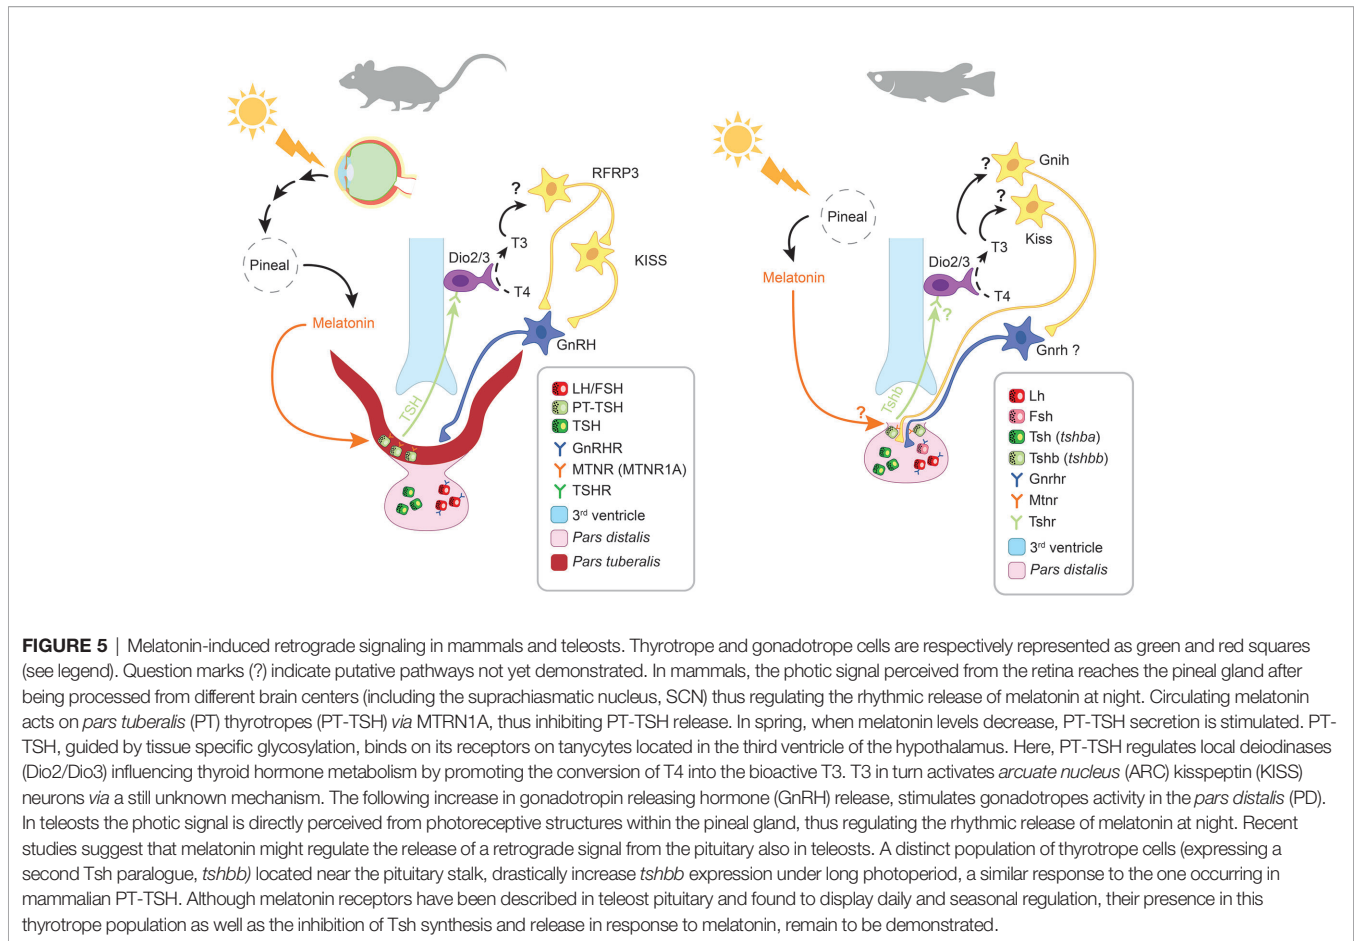 RFRP3
?
T3
KISS
Dio2/3
T4
Pineal
Melatonin
GnRH
TSH
LH/FSH
PT-TSH
TSH
GnRHR
MTNR (MTNR1A)
TSHR
3rd ventricle
Pars distalis
Pars tuberalis
Gnih
?
?
Pineal
Kiss
T3
Dio2/3
Melatonin
T4
?
Gnrh ?
Tshb
?
Lh
Fsh
Tsh (tshba)
Tshb (tshbb)
Gnrhr
Mtnr
Tshr
3rd ventricle
Pars distalis
FIGURE 5 | Melatonin-induced retrograde signaling in mammals and teleosts. Thyrotrope and gonadotrope cells are respectively represented as green and red squares
(see legend). Question marks (?) indicate putative pathways not yet demonstrated. In mammals, the photic signal perceived from the retina reaches the pineal gland after
being processed from different brain centers (including the suprachiasmatic nucleus, SCN) thus regulating the rhythmic release of melatonin at night. Circulating melatonin
acts on pars tuberalis (PT) thyrotropes (PT-TSH) via MTRN1A, thus inhibiting PT-TSH release. In spring, when melatonin levels decrease, PT-TSH secretion is stimulated. PT-
TSH, guided by tissue specific glycosylation, binds on its receptors on tanycytes located in the third ventricle of the hypothalamus. Here, PT-TSH regulates local deiodinases
(Dio2/Dio3) influencing thyroid hormone metabolism by promoting the conversion of T4 into the bioactive T3. T3 in turn activates arcuate nucleus (ARC) kisspeptin (KISS)
neurons via a still unknown mechanism. The following increase in gonadotropin releasing hormone (GnRH) release, stimulates gonadotropes activity in the pars distalis (PD).
In teleosts the photic signal is directly perceived from photoreceptive structures within the pineal gland, thus regulating the rhythmic release of melatonin at night. Recent
studies suggest that melatonin might regulate the release of a retrograde signal from the pituitary also in teleosts. A distinct population of thyrotrope cells (expressing a
second Tsh paralogue, tshbb) located near the pituitary stalk, drastically increase tshbb expression under long photoperiod, a similar response to the one occurring in
mammalian PT-TSH. Although melatonin receptors have been described in teleost pituitary and found to display daily and seasonal regulation, their presence in this
thyrotrope population as well as the inhibition of Tsh synthesis and release in response to melatonin, remain to be demonstrated.